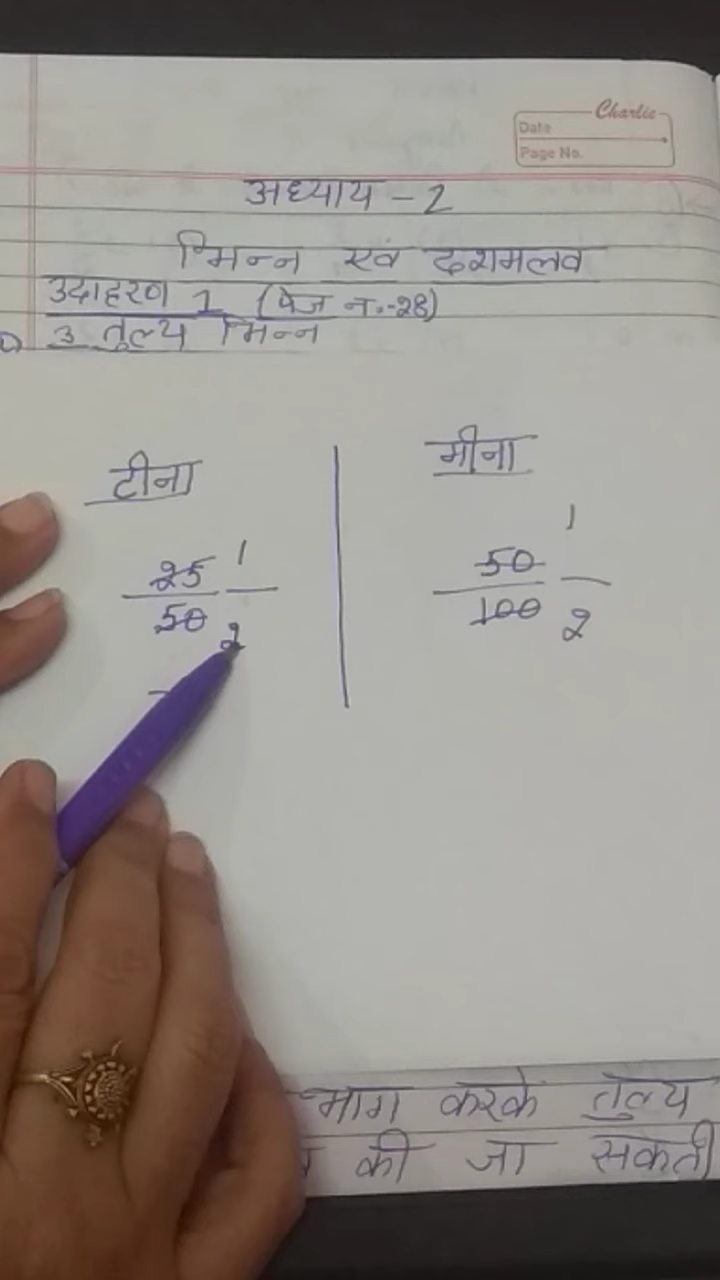 Charlie
Date
Page No.
अध्याय - 2
भिन्न एवं दशमलव
उदाहरण 1 (पेज न.-28)
3 तुल्य भिन्न
टीना
मीना
25 1
50 2
50 1
100 2
भाग करके तुल्य
की जा सकती